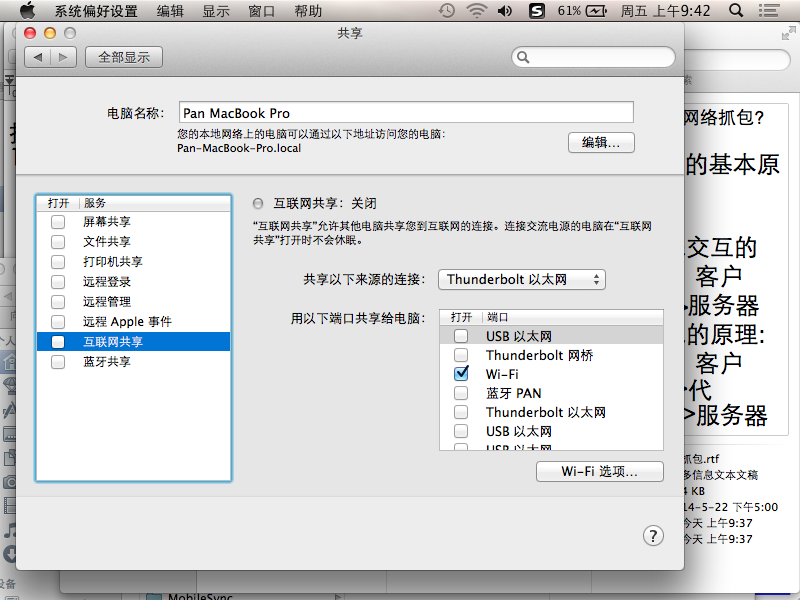 系统偏好设置 编辑 显示 窗口 帮助 61% 周五 上午9:42
共享
全部显示
电脑名称： Pan MacBook Pro
您的本地网络上的电脑可以通过以下地址访问您的电脑：
Pan-MacBook-Pro.local
编辑…
打开 服务
屏幕共享
文件共享
打印机共享
远程登录
远程管理
远程 Apple 事件
互联网共享
蓝牙共享
互联网共享：关闭
“互联网共享”允许其他电脑共享您到互联网的连接。连接交流电源的电脑在“互联网
共享”打开时不会休眠。
共享以下来源的连接： Thunderbolt 以太网
用以下端口共享给电脑：
打开 端口
USB 以太网
Thunderbolt 网桥
Wi-Fi
蓝牙 PAN
Thunderbolt 以太网
USB 以太网
USB 以太网
Wi-Fi 选项…
?
网络抓包?
的基本原
交互的
客户
>服务器
的原理:
客户
>代
>服务器
抓包.rtf
多信息文本文稿
4 KB
14-5-22 下午5:00
今天 上午9:37
今天 上午9:37
MobileSync